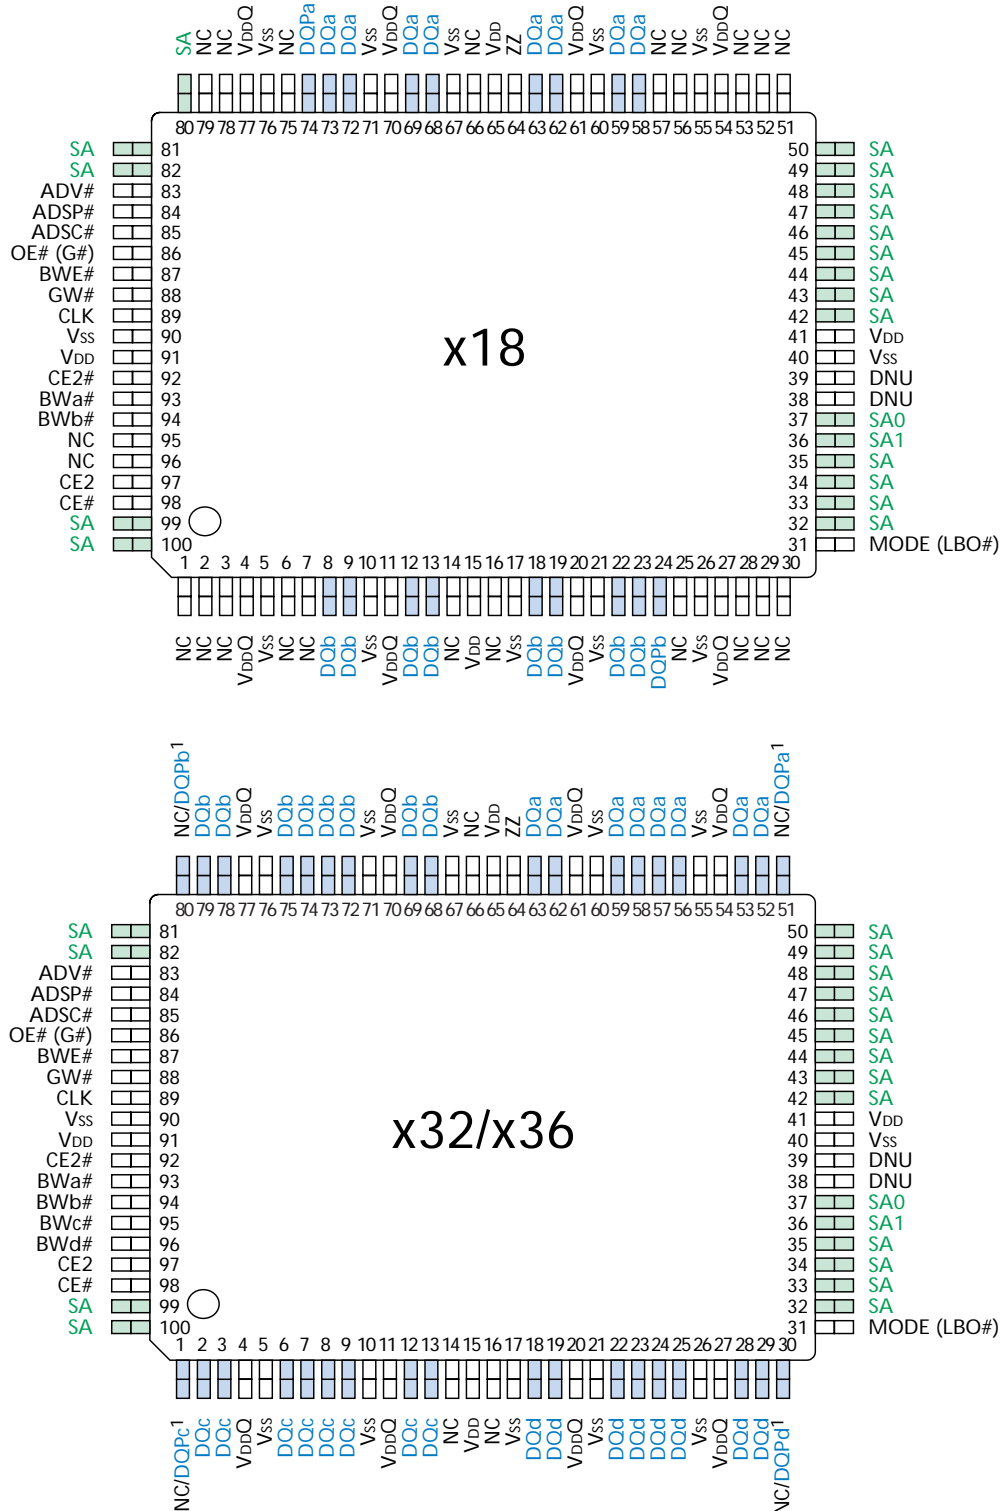 SA NC NC VDDQ VSS NC DQPa DQa DQa VSS VDDQ DQa DQa VSS NC VDD ZZ DQa DQa VDDQ VSS DQa DQa NC NC VSS VDDQ NC NC NC
80 79 78 77 76 75 74 73 72 71 70 69 68 67 66 65 64 63 62 61 60 59 58 57 56 55 54 53 52 51
SA 81 50 SA
SA 82 49 SA
ADV# 83 48 SA
ADSP# 84 47 SA
ADSC# 85 46 SA
OE# (G#) 86 45 SA
BWE# 87 44 SA
GW# 88 43 SA
CLK 89 42 SA
VSS 90 41 VDD
x18
VDD 91 40 VSS
CE2# 92 39 DNU
BWa# 93 38 DNU
BWb# 94 37 SA0
NC 95 36 SA1
NC 96 35 SA
CE2 97 34 SA
CE# 98 33 SA
SA 99 32 SA
SA 100 31 MODE (LBO#)
1 2 3 4 5 6 7 8 9 10 11 12 13 14 15 16 17 18 19 20 21 22 23 24 25 26 27 28 29 30
NC NC NC VDDQ VSS NC NC DQb DQb VSS VDDQ DQb DQb NC VDD NC VSS DQb DQb VDDQ VSS DQb DQb DQPb NC VSS VDDQ NC NC NC
NC/DQPb1 DQb DQb VDDQ VSS DQb DQb DQb DQb VSS VDDQ DQb DQb VSS NC VDD ZZ DQa DQa VDDQ VSS DQa DQa DQa DQa VSS VDDQ DQa DQa NC/DQPa1
80 79 78 77 76 75 74 73 72 71 70 69 68 67 66 65 64 63 62 61 60 59 58 57 56 55 54 53 52 51
SA 81 50 SA
SA 82 49 SA
ADV# 83 48 SA
ADSP# 84 47 SA
ADSC# 85 46 SA
OE# (G#) 86 45 SA
BWE# 87 44 SA
GW# 88 43 SA
CLK 89 42 SA
VSS 90 41 VDD
x32/x36
VDD 91 40 VSS
CE2# 92 39 DNU
BWa# 93 38 DNU
BWb# 94 37 SA0
BWc# 95 36 SA1
BWd# 96 35 SA
CE2 97 34 SA
CE# 98 33 SA
SA 99 32 SA
SA 100 31 MODE (LBO#)
1 2 3 4 5 6 7 8 9 10 11 12 13 14 15 16 17 18 19 20 21 22 23 24 25 26 27 28 29 30
NC/DQPc1 DQc DQc VDDQ VSS DQc DQc DQc DQc VSS VDDQ DQc DQc NC VDD NC VSS DQd DQd VDDQ VSS DQd DQd DQd DQd VSS VDDQ DQd DQd NC/DQPd1